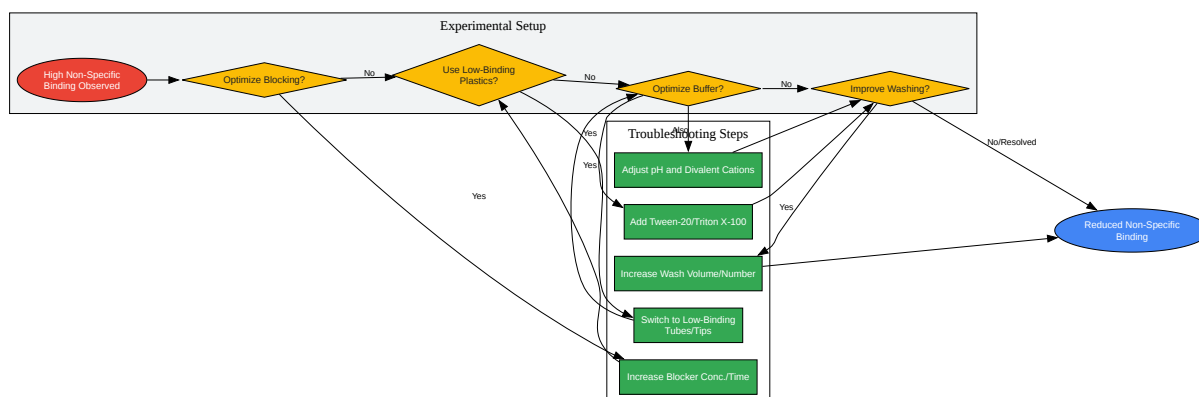 Experimental Setup
High Non-Specific
Binding Observed
Optimize Blocking?
No
Use Low-Binding
Plastics?
No
Optimize Buffer?
No
Improve Washing?
Yes
Also
Troubleshooting Steps
No/Resolved
Adjust pH and Divalent Cations
Yes
Yes
Add Tween-20/Triton X-100
Yes
Reduced Non-Specific
Binding
Increase Wash Volume/Number
Switch to Low-Binding
Tubes/Tips
Increase Blocker Conc./Time